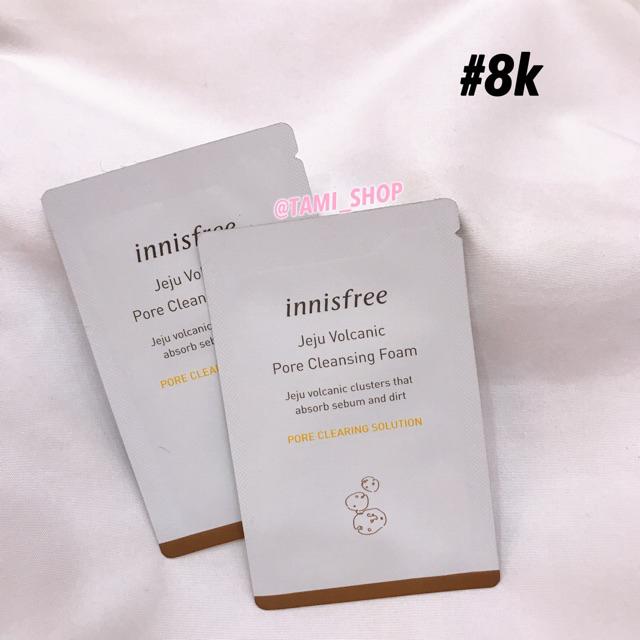 #8k
@TAMI_SHOP
innisfree
Jeju Vol
Pore Clean
Jeju volcanic
absorb seb
PORE CLEA
innisfree
Jeju Volcanic
Pore Cleansing Foam
Jeju volcanic clusters that
absorb sebum and dirt
PORE CLEARING SOLUTION